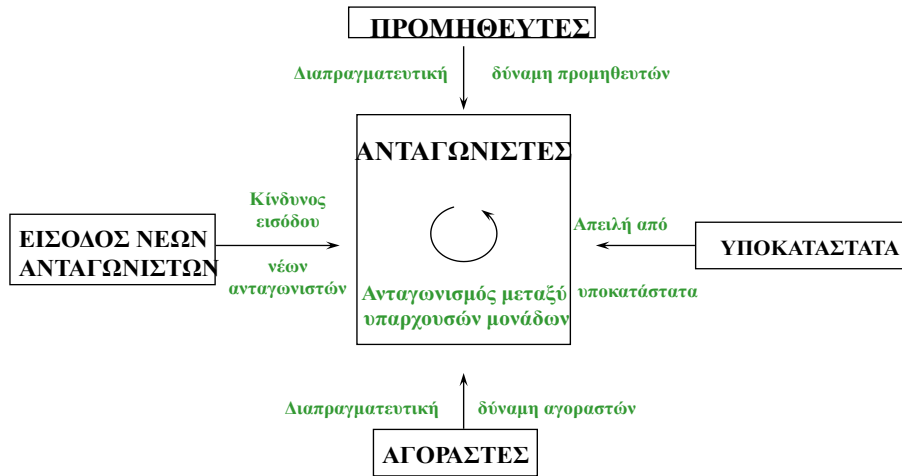 ΠΡΟΜΗΘΕΥΤΕΣ
Διαπραγματευτική δύναμη προμηθευτών
ΑΝΤΑΓΩΝΙΣΤΕΣ
Κίνδυνος
εισόδου
ΕΙΣΟΔΟΣ ΝΕΩΝ
ΑΝΤΑΓΩΝΙΣΤΩΝ
νέων
ανταγωνιστών
Ανταγωνισμός μεταξύ
υπαρχουσών μονάδων
Απειλή από
υποκατάστατα
ΥΠΟΚΑΤΑΣΤΑΤΑ
Διαπραγματευτική δύναμη αγοραστών
ΑΓΟΡΑΣΤΕΣ